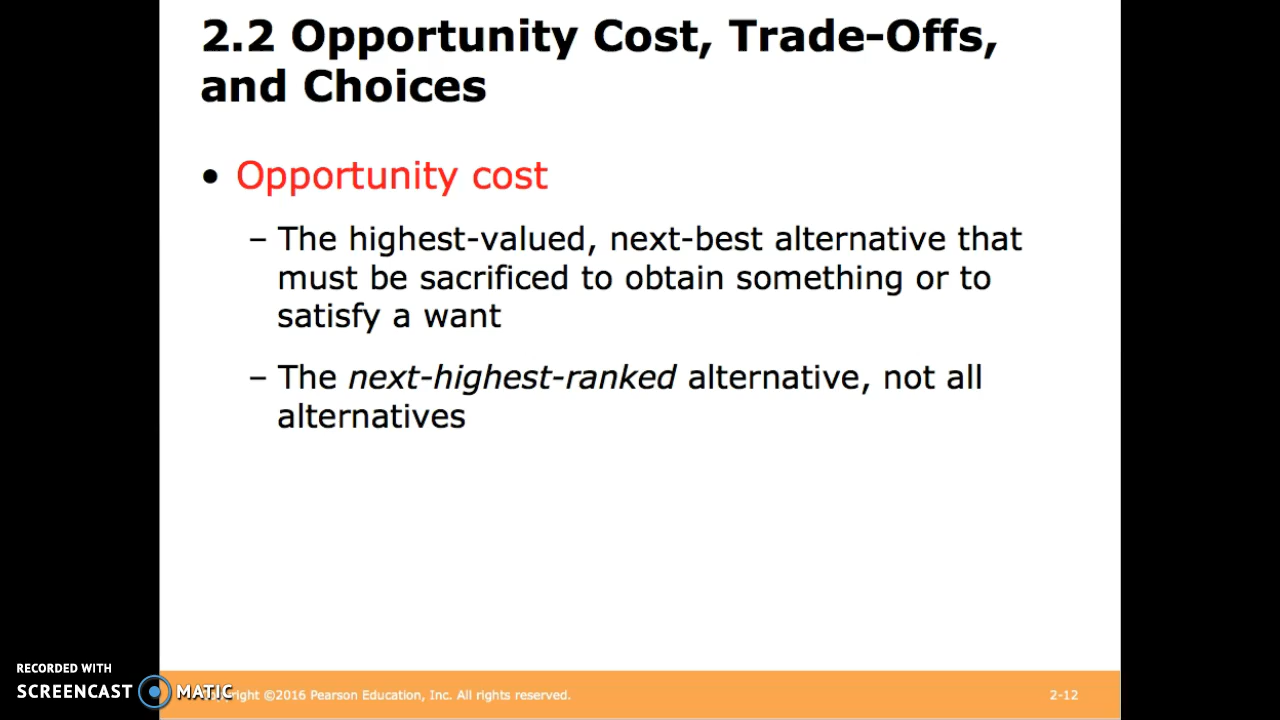 2.2 Opportunity Cost, Trade-Offs,
and Choices
• Opportunity cost
– The highest-valued, next-best alternative that
must be sacrificed to obtain something or to
satisfy a want
– The next-highest-ranked alternative, not all
alternatives
RECORDED WITH
SCREENCAST MATIC
©2016 Pearson Education, Inc. All rights reserved.
2-12